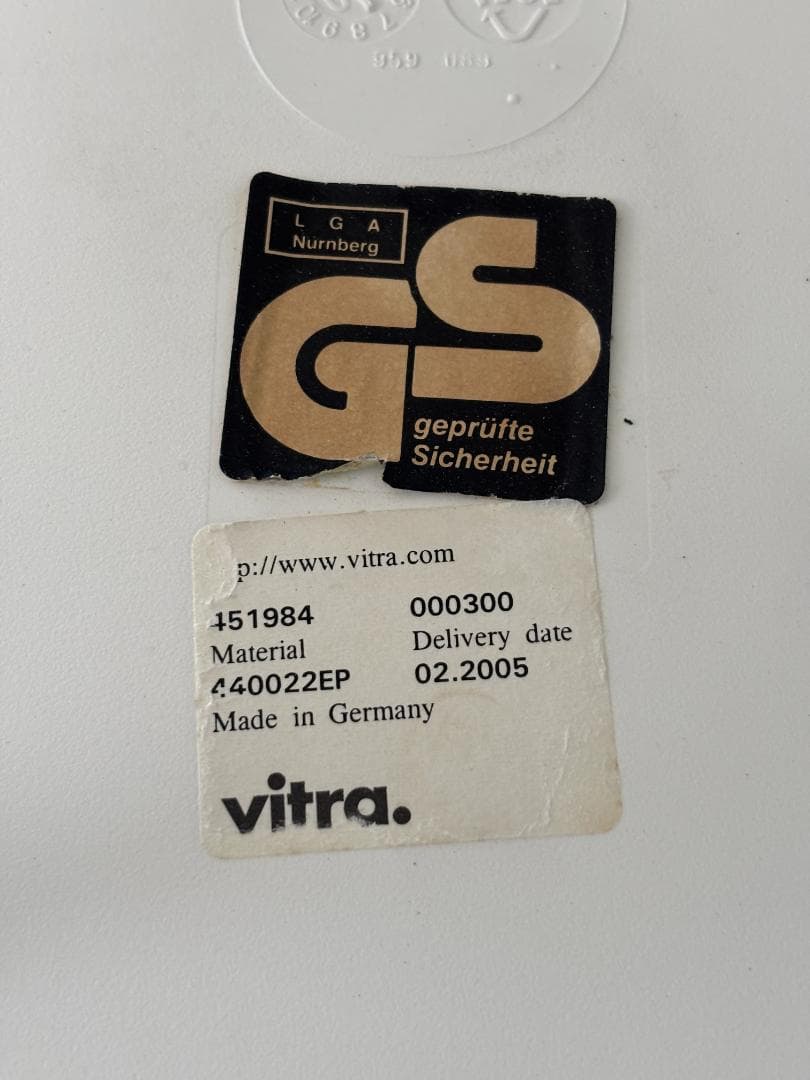 L G A
Nürnberg
GS
geprüfte
Sicherheit
p://www.vitra.com
451984 000300
Material Delivery date
440022EP 02.2005
Made in Germany
vitra.